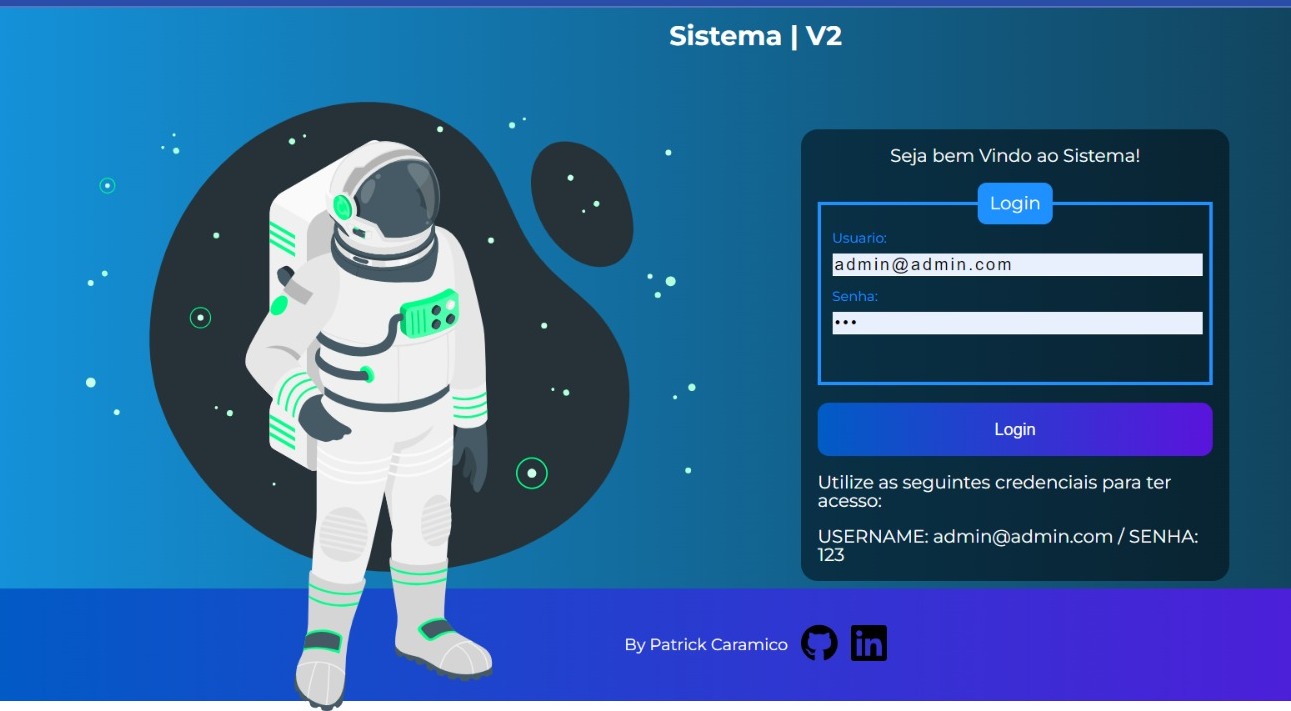 Sistema | V2
Seja bem Vindo ao Sistema!
Login
Usuario:
admin@admin.com
Senha:
•••
Login
Utilize as seguintes credenciais para ter
acesso:
USERNAME: admin@admin.com / SENHA:
123
By Patrick Caramico
in